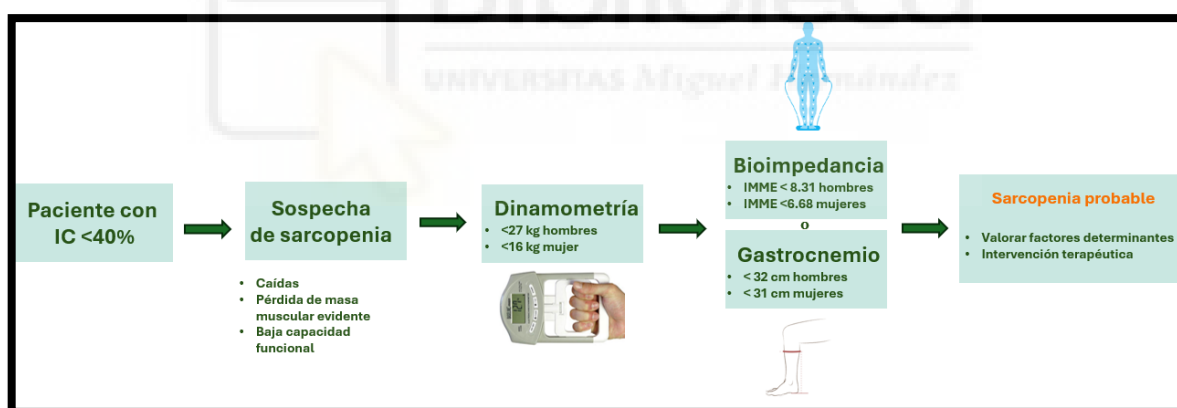 biblioteca
UNIVERSITAS Miguel Hernández
Paciente con
IC <40%
Sospecha
de sarcopenia
• Caídas
• Pérdida de masa
muscular evidente
• Baja capacidad
funcional
Dinamometría
• <27 kg hombres
• <16 kg mujer
Bioimpedancia
• IMME < 8.31 hombres
• IMME <6.68 mujeres
o
Gastrocnemio
• < 32 cm hombres
• < 31 cm mujeres
Sarcopenia probable
• Valorar factores determinantes
• Intervención terapéutica